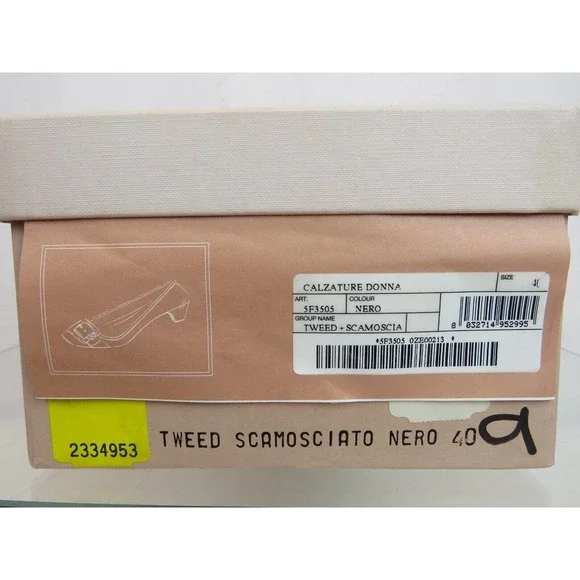 CALZATURE DONNA
SIZE
ART.
COLOUR
5F3505
NERO
GROUP NAME
TWEED+SCAMOSCIA
8 032714 952995
*5F3505 0ZE00213 *
2334953
TWEED SCAMOSCIATO NERO 40
9